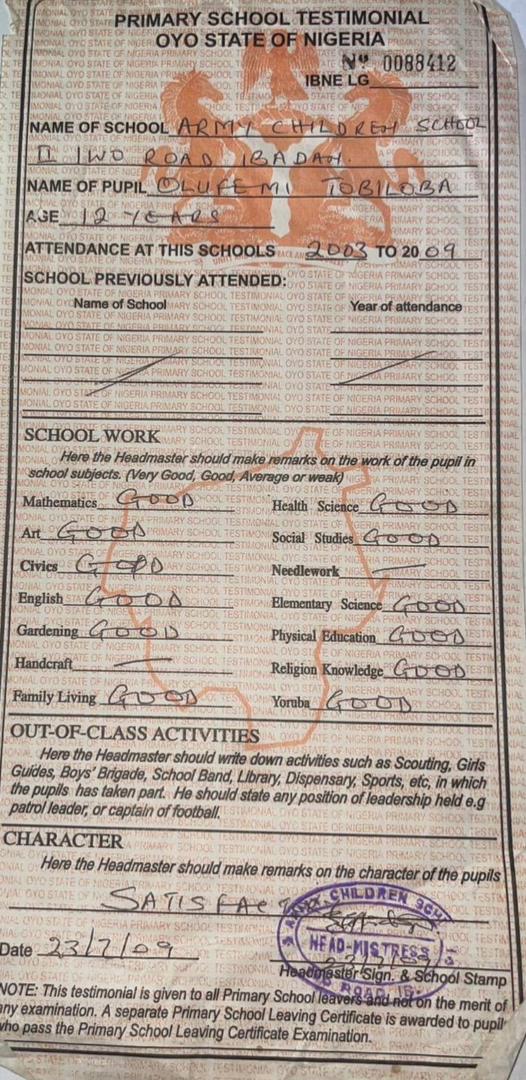 PRIMARY SCHOOL TESTIMONIAL
OYO STATE OF NIGERIA
Nº 0088412
IBNE LG
NAME OF SCHOOL ARMY CHILDREN SCHOOL
II IWO ROAD IBADAN.
NAME OF PUPIL OLUFEMI TOBILOBA
AGE 12 YEARS
ATTENDANCE AT THIS SCHOOLS 2003 TO 2009
SCHOOL PREVIOUSLY ATTENDED:
Name of School Year of attendance
SCHOOL WORK
Here the Headmaster should make remarks on the work of the pupil in
school subjects. (Very Good, Good, Average or weak)
Mathematics GOOD Health Science GOOD
Art GOOD Social Studies GOOD
Civics GOOD Needlework —
English GOOD Elementary Science GOOD
Gardening GOOD Physical Education GOOD
Handcraft — Religion Knowledge GOOD
Family Living GOOD Yoruba GOOD
OUT-OF-CLASS ACTIVITIES
Here the Headmaster should write down activities such as Scouting, Girls
Guides, Boys' Brigade, School Band, Library, Dispensary, Sports, etc, in which
the pupils has taken part. He should state any position of leadership held e.g
patrol leader, or captain of football.
CHARACTER
Here the Headmaster should make remarks on the character of the pupils
SATISFAC
CHILDREN SCH
HEAD-MISTRESS
ROAD
Date 23/7/09
Headmaster Sign. & School Stamp
NOTE: This testimonial is given to all Primary School leavers and not on the merit of
any examination. A separate Primary School Leaving Certificate is awarded to pupil
who pass the Primary School Leaving Certificate Examination.